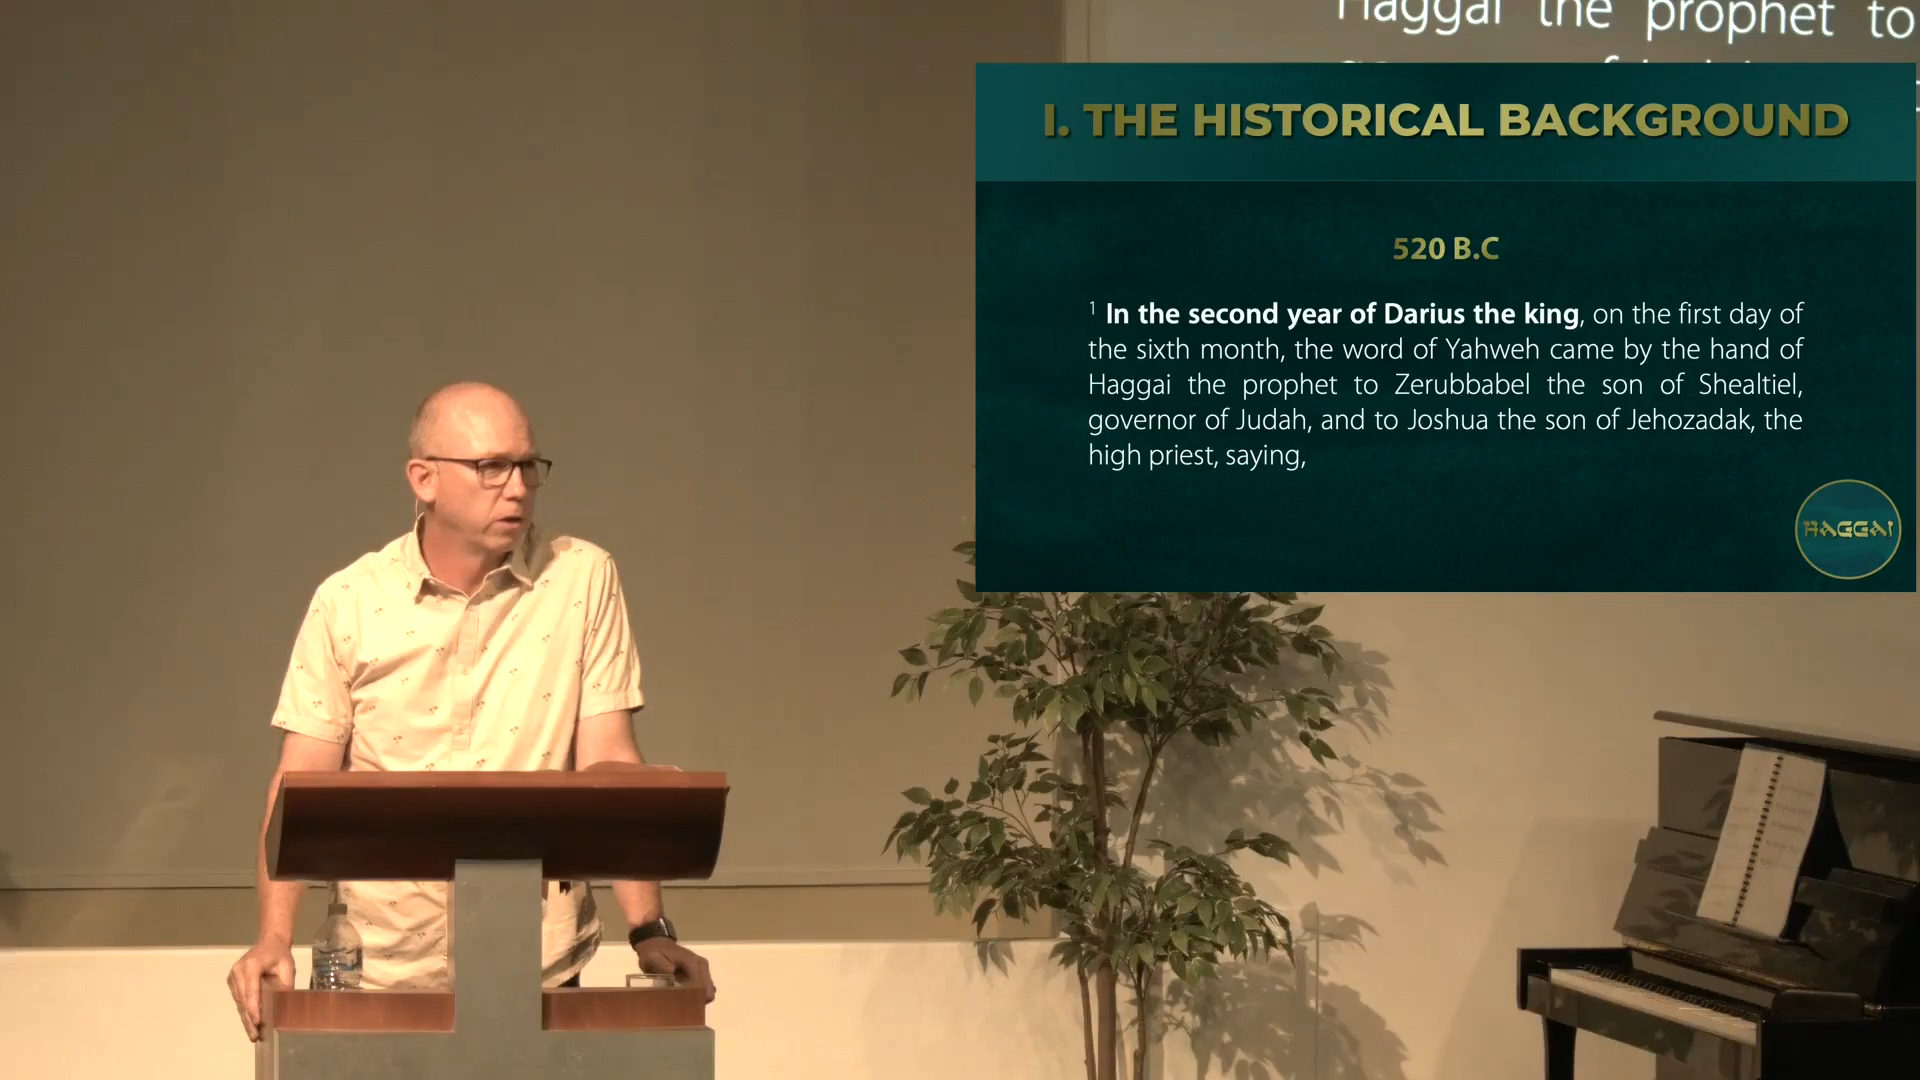 Haggai the prophet to
I. THE HISTORICAL BACKGROUND
520 B.C
1 In the second year of Darius the king, on the first day of
the sixth month, the word of Yahweh came by the hand of
Haggai the prophet to Zerubbabel the son of Shealtiel,
governor of Judah, and to Joshua the son of Jehozadak, the
high priest, saying,
HAGGAI